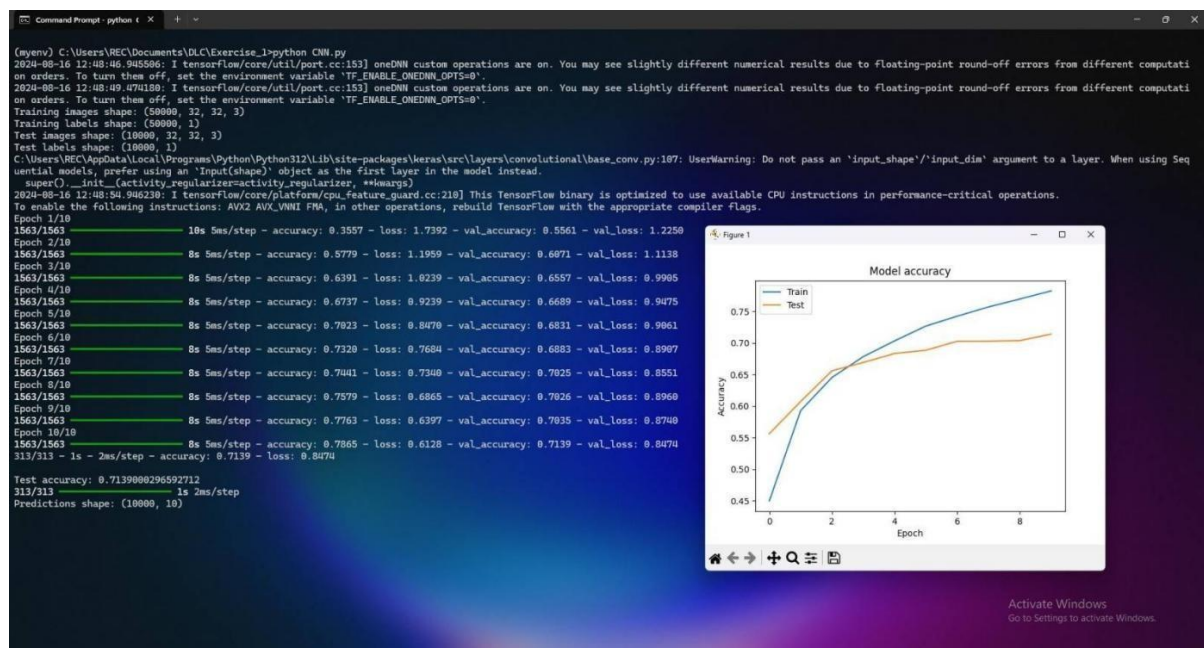 Command Prompt - python
(myenv) C:\Users\REC\Documents\DLC\Exercise_1>python CNN.py
2024-08-16 12:48:46.945506: I tensorflow/core/util/port.cc:153] oneDNN custom operations are on. You may see slightly different numerical results due to floating-point round-off errors from different computati
on orders. To turn them off, set the environment variable `TF_ENABLE_ONEDNN_OPTS=0`.
2024-08-16 12:48:49.474180: I tensorflow/core/util/port.cc:153] oneDNN custom operations are on. You may see slightly different numerical results due to floating-point round-off errors from different computati
on orders. To turn them off, set the environment variable `TF_ENABLE_ONEDNN_OPTS=0`.
Training images shape: (50000, 32, 32, 3)
Training labels shape: (50000, 1)
Test images shape: (10000, 32, 32, 3)
Test labels shape: (10000, 1)
C:\Users\REC\AppData\Local\Programs\Python\Python312\Lib\site-packages\keras\src\layers\convolutional\base_conv.py:107: UserWarning: Do not pass an `input_shape`/`input_dim` argument to a layer. When using Seq
uential models, prefer using an `Input(shape)` object as the first layer in the model instead.
super().__init__(activity_regularizer=activity_regularizer, **kwargs)
2024-08-16 12:48:54.946230: I tensorflow/core/platform/cpu_feature_guard.cc:210] This TensorFlow binary is optimized to use available CPU instructions in performance-critical operations.
To enable the following instructions: AVX2 AVX_VNNI FMA, in other operations, rebuild TensorFlow with the appropriate compiler flags.
Epoch 1/10
1563/1563 10s 5ms/step - accuracy: 0.3557 - loss: 1.7392 - val_accuracy: 0.5561 - val_loss: 1.2250
Epoch 2/10
1563/1563 8s 5ms/step - accuracy: 0.5779 - loss: 1.1959 - val_accuracy: 0.6071 - val_loss: 1.1138
Epoch 3/10
1563/1563 8s 5ms/step - accuracy: 0.6391 - loss: 1.0239 - val_accuracy: 0.6557 - val_loss: 0.9905
Epoch 4/10
1563/1563 8s 5ms/step - accuracy: 0.6737 - loss: 0.9239 - val_accuracy: 0.6689 - val_loss: 0.9475
Epoch 5/10
1563/1563 8s 5ms/step - accuracy: 0.7023 - loss: 0.8470 - val_accuracy: 0.6831 - val_loss: 0.9061
Epoch 6/10
1563/1563 8s 5ms/step - accuracy: 0.7320 - loss: 0.7684 - val_accuracy: 0.6883 - val_loss: 0.8907
Epoch 7/10
1563/1563 8s 5ms/step - accuracy: 0.7441 - loss: 0.7340 - val_accuracy: 0.7025 - val_loss: 0.8551
Epoch 8/10
1563/1563 8s 5ms/step - accuracy: 0.7579 - loss: 0.6865 - val_accuracy: 0.7026 - val_loss: 0.8960
Epoch 9/10
1563/1563 8s 5ms/step - accuracy: 0.7763 - loss: 0.6397 - val_accuracy: 0.7035 - val_loss: 0.8740
Epoch 10/10
1563/1563 8s 5ms/step - accuracy: 0.7865 - loss: 0.6128 - val_accuracy: 0.7139 - val_loss: 0.8474
313/313 - 1s - 2ms/step - accuracy: 0.7139 - loss: 0.8474
Test accuracy: 0.7139000296592712
313/313 1s 2ms/step
Predictions shape: (10000, 10)
Figure 1
Model accuracy
Train
Test
0.75
0.70
0.65
0.60
0.55
0.50
0.45
Accuracy
0 2 4 6 8
Epoch
Activate Windows
Go to Settings to activate Windows.